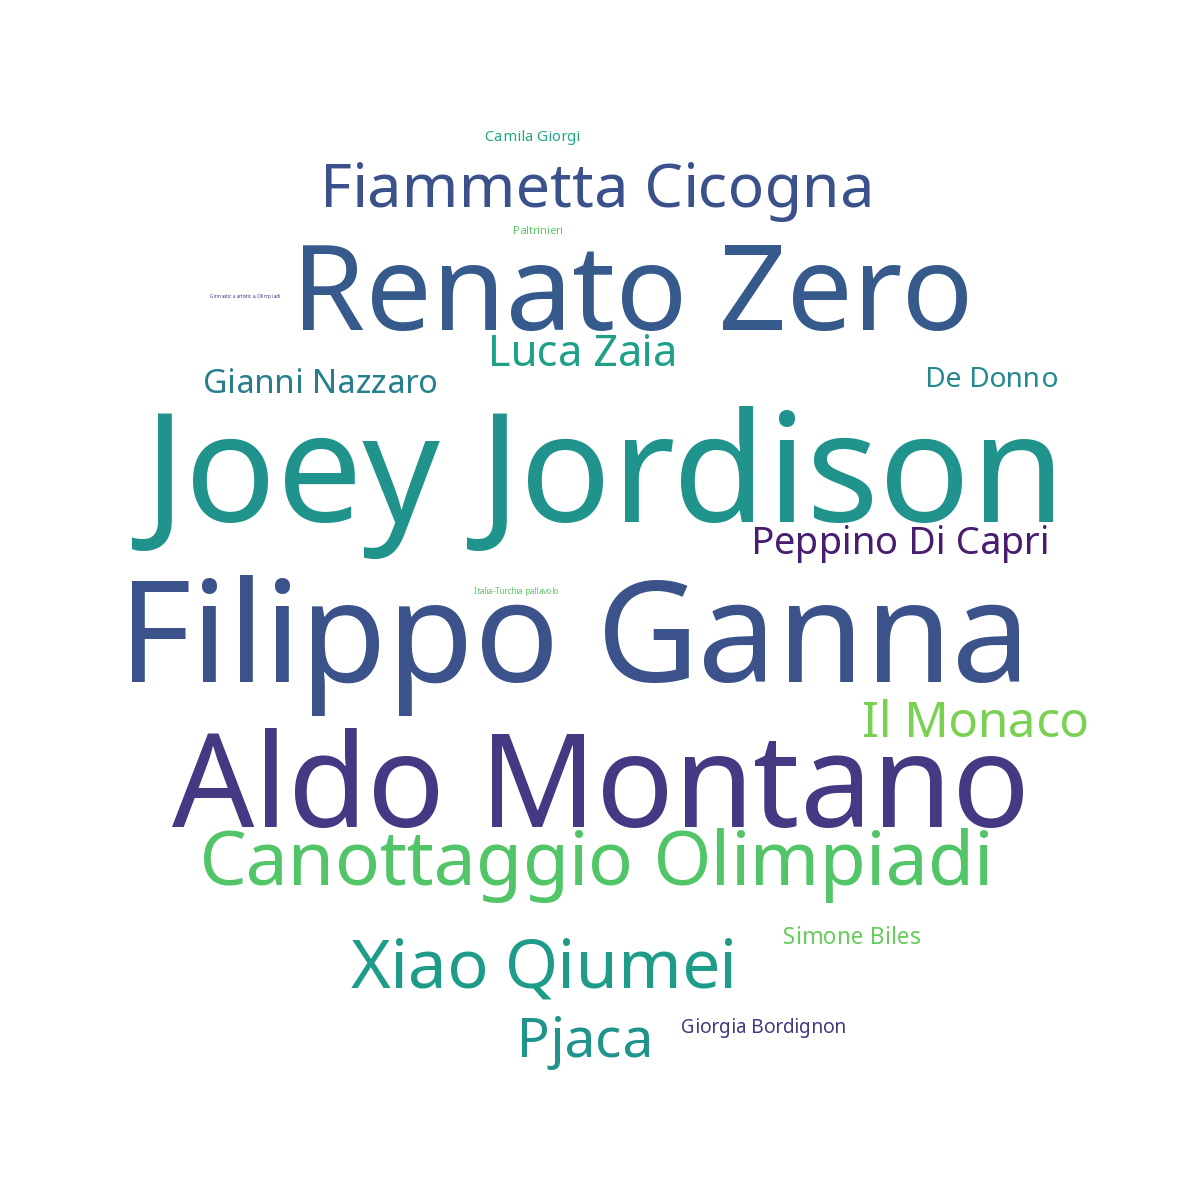 Camila Giorgi
Fiammetta Cicogna
Paltrinieri
Renato Zero
Ginnastica artistica, Olimpiadi
Luca Zaia
Gianni Nazzaro
De Donno
Joey Jordison
Peppino Di Capri
Filippo Ganna
Italia-Turchia pallavolo
Il Monaco
Aldo Montano
Canottaggio Olimpiadi
Simone Biles
Xiao Qiumei
Giorgia Bordignon
Pjaca